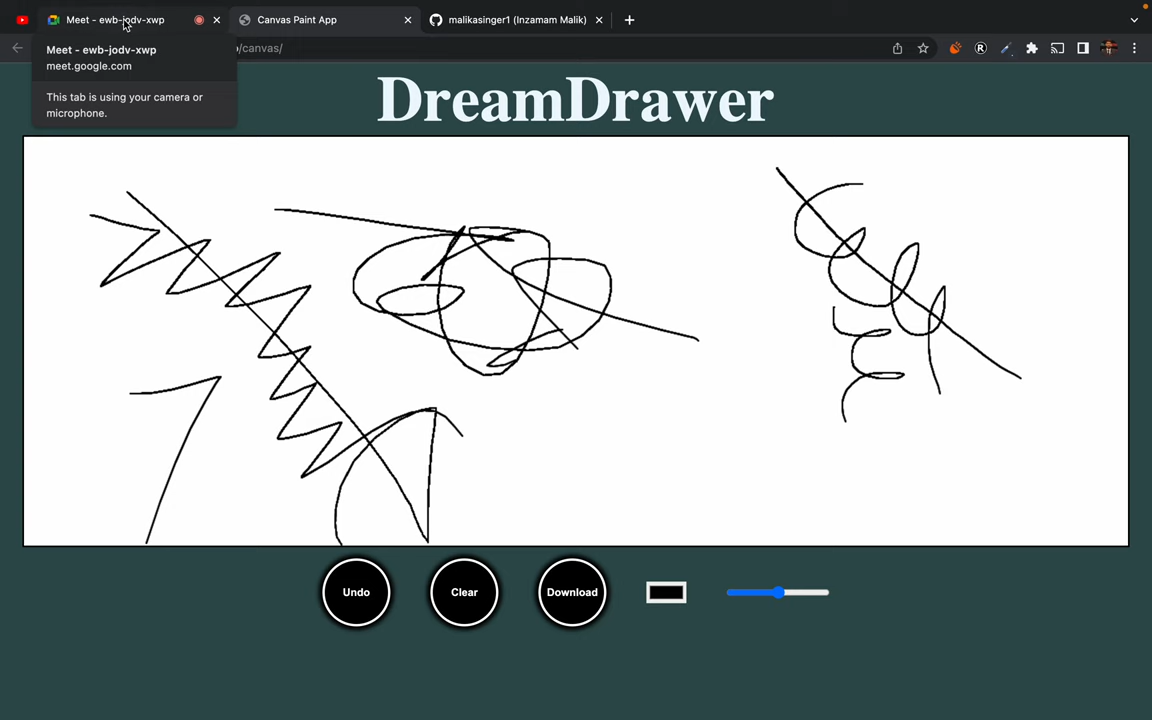 Meet - ewb-jodv-xwp
Canvas Paint App
malikasinger1 (Inzamam Malik)
/canvas/
Meet - ewb-jodv-xwp
meet.google.com
This tab is using your camera or
microphone.
DreamDrawer
Undo
Clear
Download